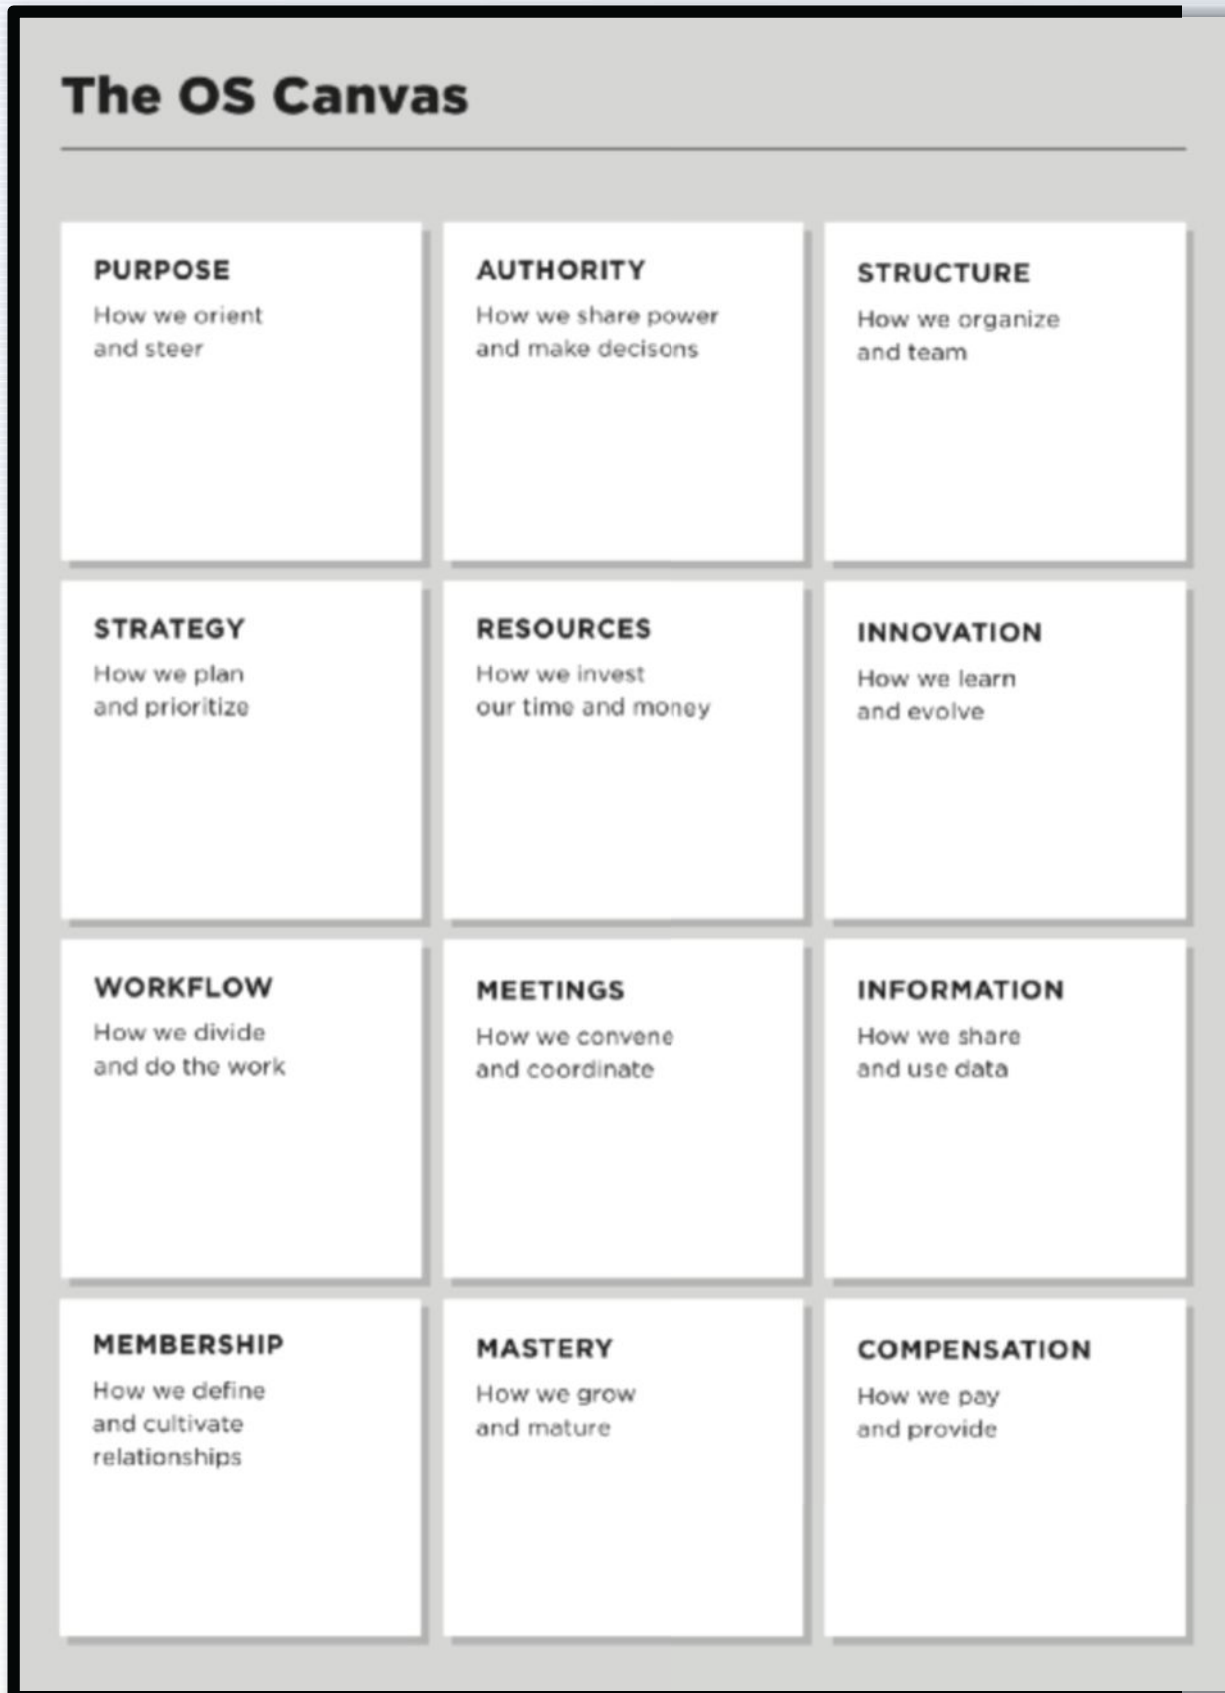 The OS Canvas
PURPOSE
How we orient
and steer
AUTHORITY
How we share power
and make decisons
STRUCTURE
How we organize
and team
STRATEGY
How we plan
and prioritize
RESOURCES
How we invest
our time and money
INNOVATION
How we learn
and evolve
WORKFLOW
How we divide
and do the work
MEETINGS
How we convene
and coordinate
INFORMATION
How we share
and use data
MEMBERSHIP
How we define
and cultivate
relationships
MASTERY
How we grow
and mature
COMPENSATION
How we pay
and provide